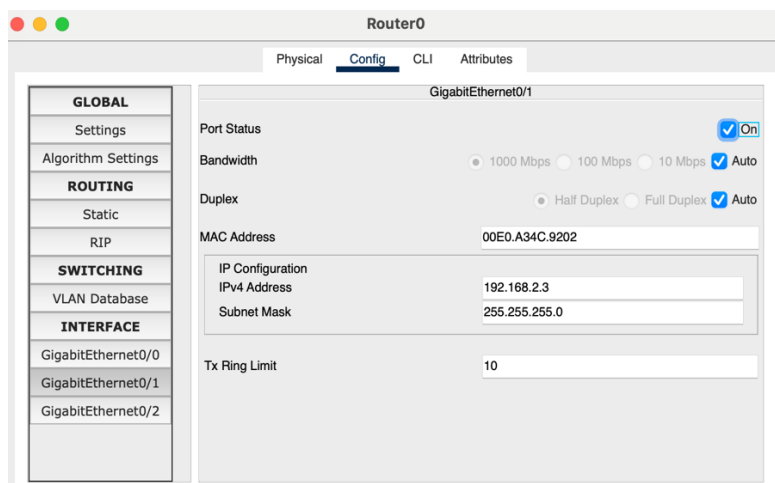 Router0
Physical Config CLI Attributes
GLOBAL
Settings
Algorithm Settings
ROUTING
Static
RIP
SWITCHING
VLAN Database
INTERFACE
GigabitEthernet0/0
GigabitEthernet0/1
GigabitEthernet0/2
GigabitEthernet0/1
Port Status On
Bandwidth 1000 Mbps 100 Mbps 10 Mbps Auto
Duplex Half Duplex Full Duplex Auto
MAC Address 00E0.A34C.9202
IP Configuration
IPv4 Address 192.168.2.3
Subnet Mask 255.255.255.0
Tx Ring Limit 10